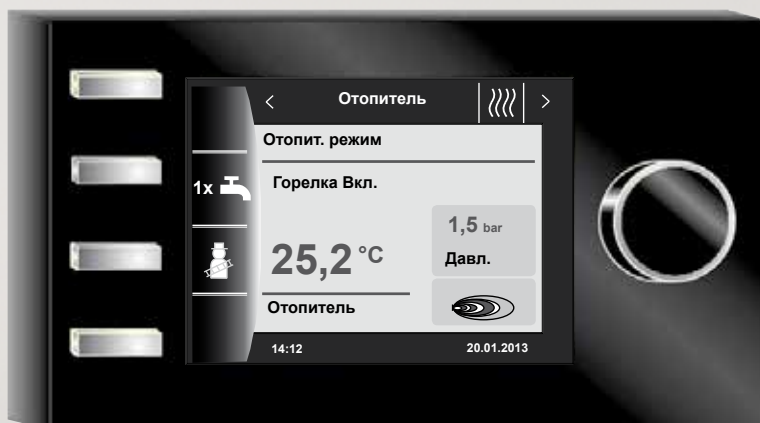 < Отопитель >
Отопит. режим
1x
Горелка Вкл.
1,5 bar
25,2 °C
Давл.
Отопитель
14:12 20.01.2013